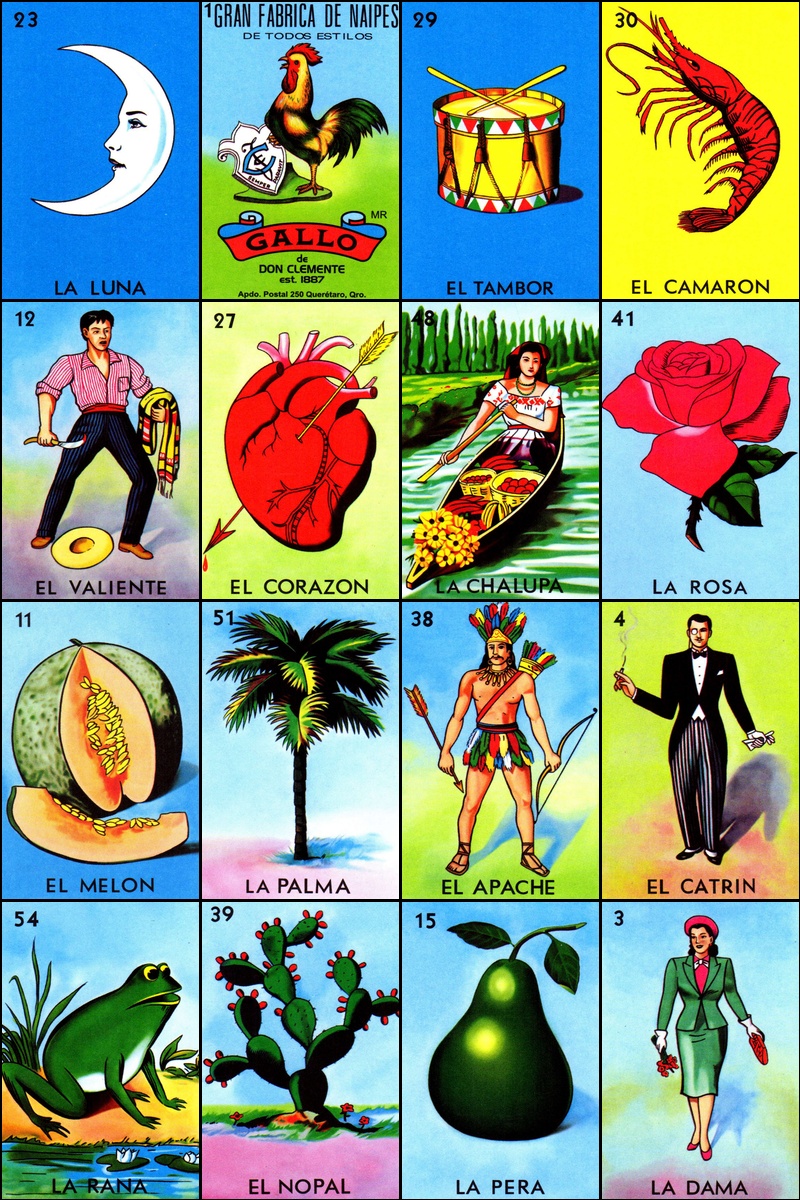 23
LA LUNA
1
GRAN FABRICA DE NAIPES
DE TODOS ESTILOS
SEMPER
GALLO
MR
de
DON CLEMENTE
est. 1887
Apdo. Postal 250 Querétaro, Qro.
29
EL TAMBOR
30
EL CAMARON
12
EL VALIENTE
27
EL CORAZON
48
LA CHALUPA
41
LA ROSA
11
EL MELON
51
LA PALMA
38
EL APACHE
4
EL CATRIN
54
LA RANA
39
EL NOPAL
15
LA PERA
3
LA DAMA